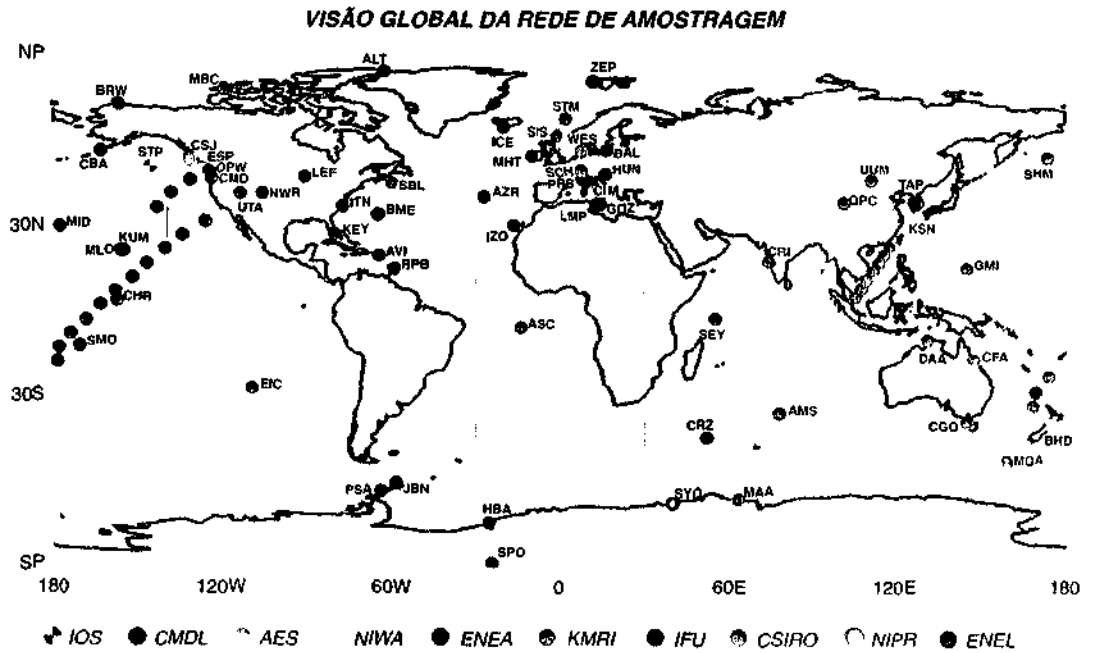 VISÃO GLOBAL DA REDE DE AMOSTRAGEM
NP
ALT
ZEP
MBC
BRW
STM
ICE
SIS
WES
CSJ
STP
ESP
OPW
CBA
MHT
BAL
CMD
LEF
SCH
HUN
UUM
SHM
SBL
PRS
CIM
TAP
NWR
AZR
UTA
ITN
BME
LMP
GOZ
QPC
30N
MID
KUM
KEY
IZO
KSN
MLO
AVI
CRI
RPB
GMI
CHR
ASC
SEY
SMO
DAA
CFA
30S
EIC
AMS
CRZ
CGO
BHD
MQA
PSA
JBN
SYO
MAA
HBA
SPO
SP
180 120W 60W 0 60E 120E 180
IOS CMDL AES NIWA ENEA KMRI IFU CSIRO NIPR ENEL